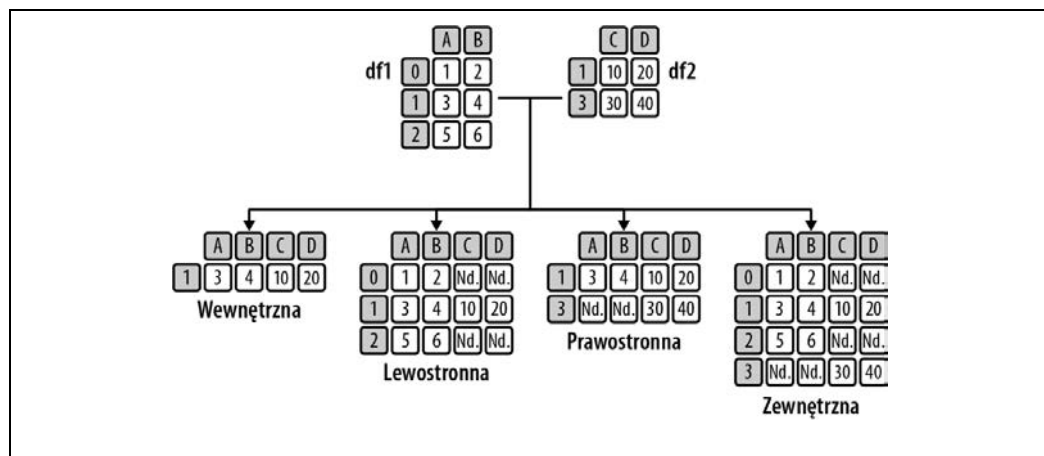 A B
df1 0 1 2
1 3 4
2 5 6
C D
1 10 20 df2
3 30 40
A B C D
1 3 4 10 20
Wewnętrzna
A B C D
0 1 2 Nd. Nd.
1 3 4 10 20
2 5 6 Nd. Nd.
Lewostronna
A B C D
1 3 4 10 20
3 Nd. Nd. 30 40
Prawostronna
A B C D
0 1 2 Nd. Nd.
1 3 4 10 20
2 5 6 Nd. Nd.
3 Nd. Nd. 30 40
Zewnętrzna